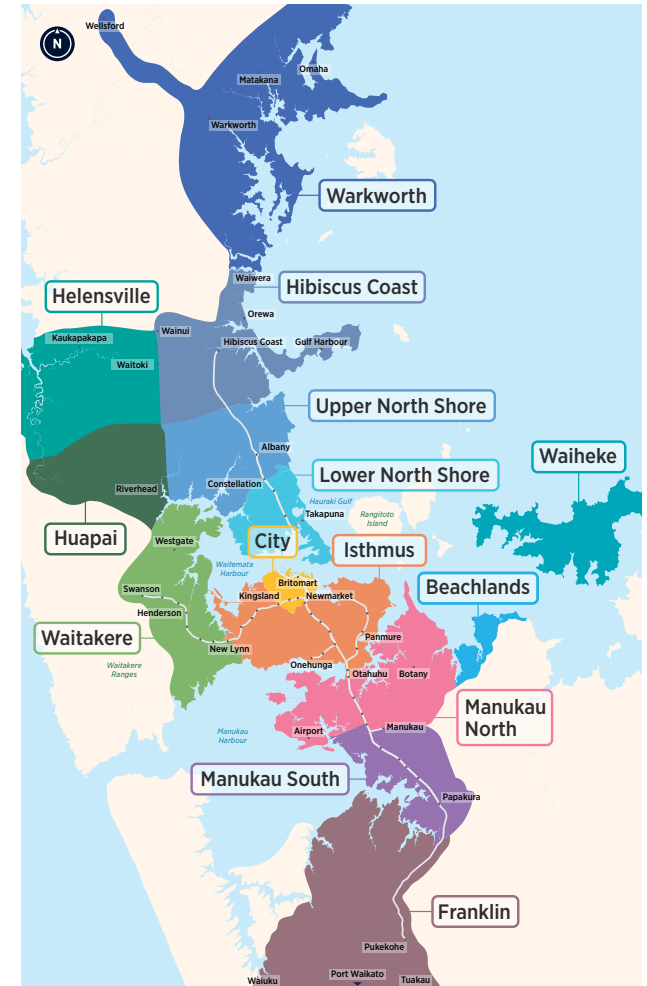 Wellsford
N
Omaha
Matakana
Warkworth
Warkworth
Waiwera
Hibiscus Coast
Helensville
Orewa
Wainui
Kaukapakapa
Hibiscus Coast
Gulf Harbour
Waitoki
Upper North Shore
Albany
Waiheke
Lower North Shore
Constellation
Riverhead
Hauraki Gulf
Takapuna
Rangitoto
Island
Huapai
Westgate
City
Isthmus
Waitemata
Harbour
Britomart
Beachlands
Swanson
Kingsland
Newmarket
Henderson
Waitakere
Panmure
New Lynn
Waitakere
Ranges
Onehunga
Otahuhu
Botany
Manukau
North
Manukau
Airport
Manukau
Harbour
Manukau South
Papakura
Franklin
Pukekohe
Port Waikato
Waiuku
Tuakau